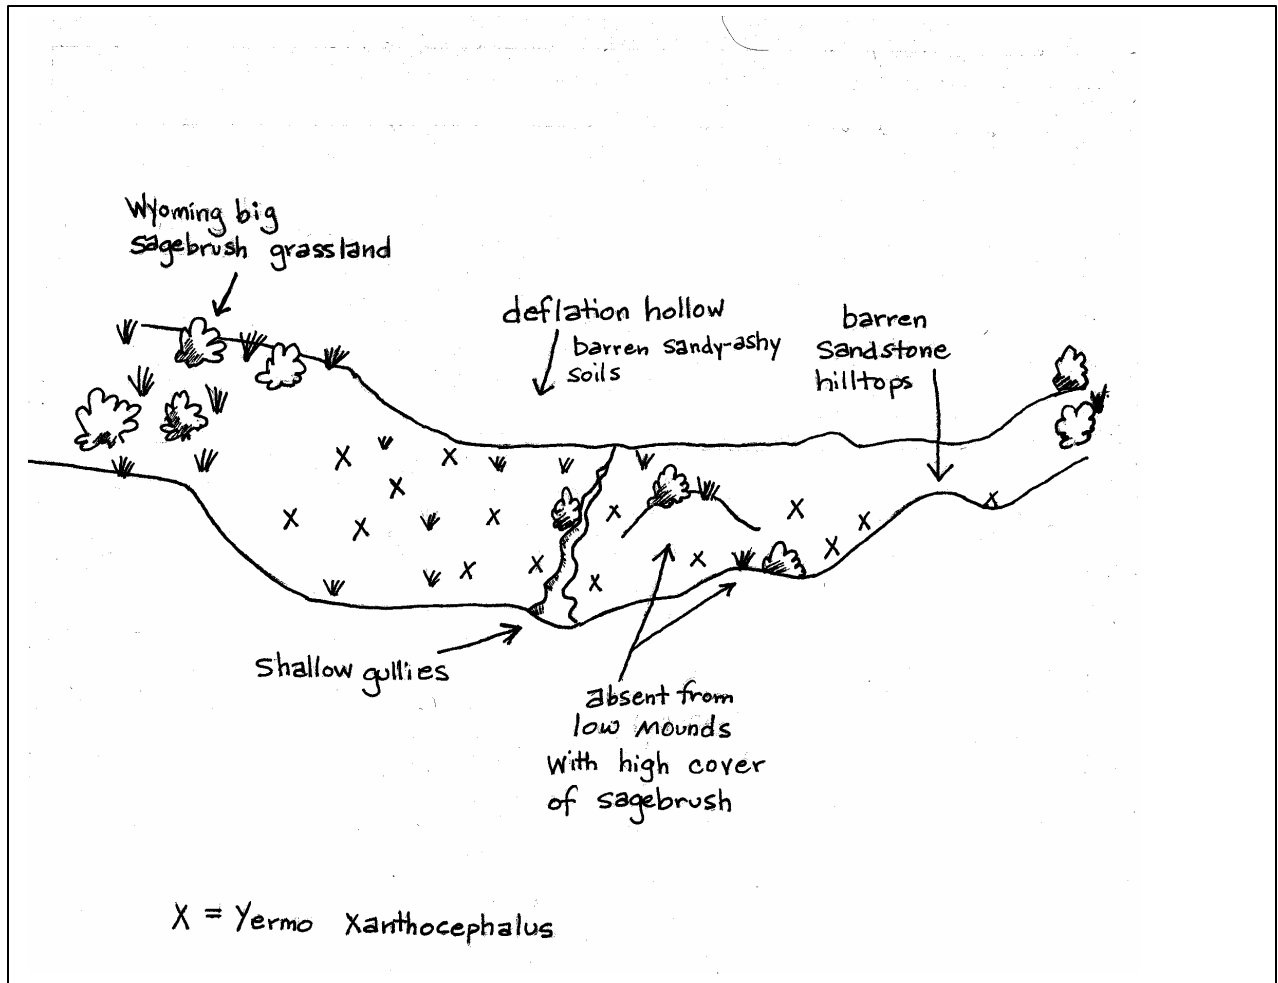 Wyoming big
sagebrush grassland
deflation hollow
barren sandy-ashy
soils
barren
Sandstone
hilltops
Shallow gullies
absent from
low mounds
with high cover
of sagebrush
X = Yermo Xanthocephalus